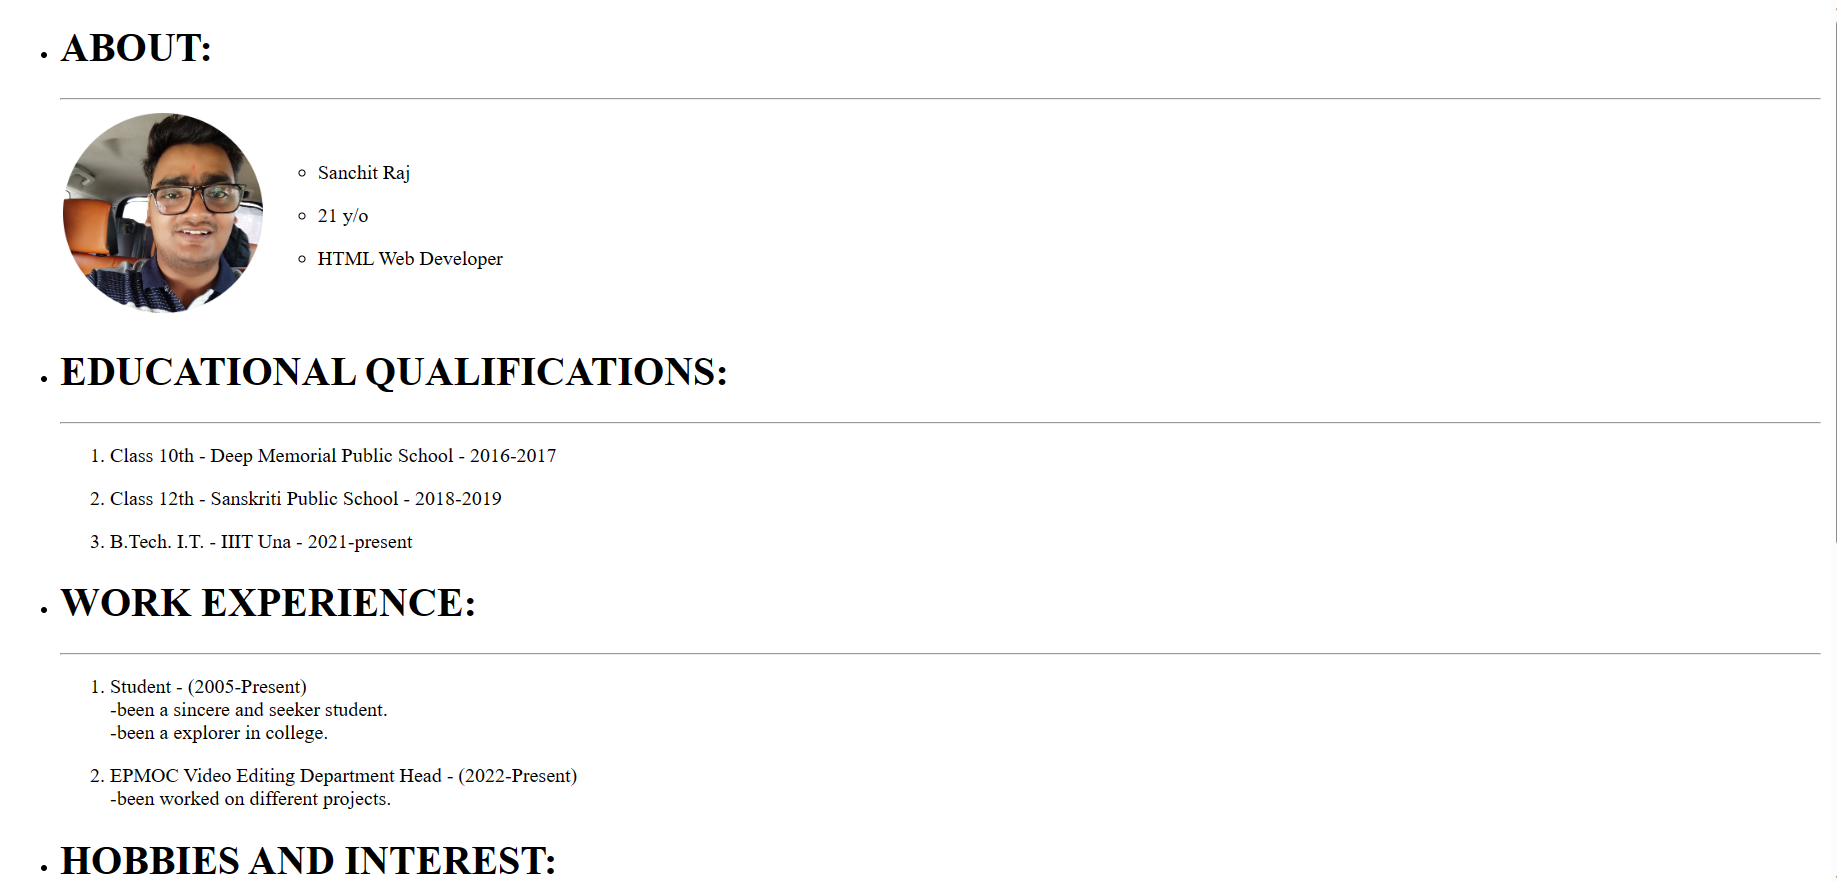 ABOUT:
Sanchit Raj
21 y/o
HTML Web Developer
EDUCATIONAL QUALIFICATIONS:
1. Class 10th - Deep Memorial Public School - 2016-2017
2. Class 12th - Sanskriti Public School - 2018-2019
3. B.Tech. I.T. - IIIT Una - 2021-present
WORK EXPERIENCE:
1. Student - (2005-Present)
-been a sincere and seeker student.
-been a explorer in college.
2. EPMOC Video Editing Department Head - (2022-Present)
-been worked on different projects.
HOBBIES AND INTEREST: